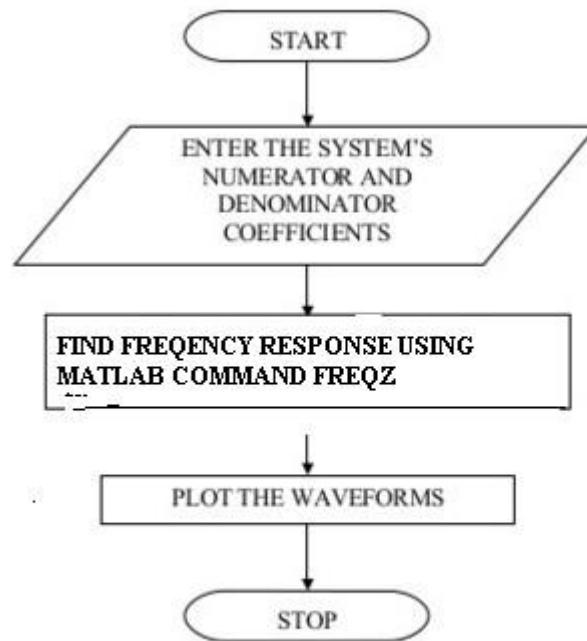 START
ENTER THE SYSTEM'S
NUMERATOR AND
DENOMINATOR
COEFFICIENTS
FIND FREQENCY RESPONSE USING
MATLAB COMMAND FREQZ
PLOT THE WAVEFORMS
STOP